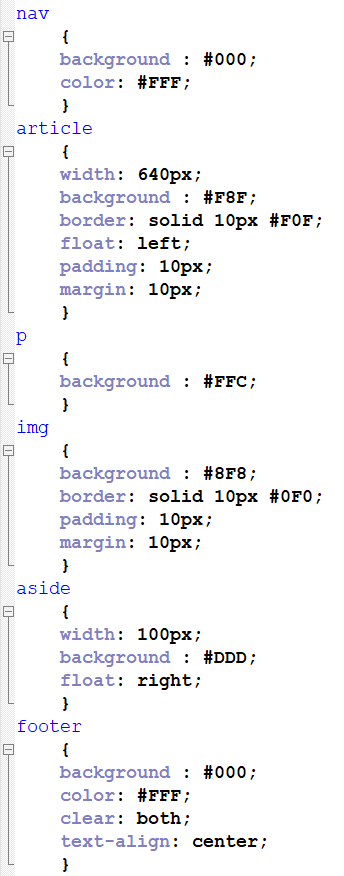 nav
{
background : #000;
color: #FFF;
}
article
{
width: 640px;
background : #F8F;
border: solid 10px #F0F;
float: left;
padding: 10px;
margin: 10px;
}
p
{
background : #FFC;
}
img
{
background : #8F8;
border: solid 10px #0F0;
padding: 10px;
margin: 10px;
}
aside
{
width: 100px;
background : #DDD;
float: right;
}
footer
{
background : #000;
color: #FFF;
clear: both;
text-align: center;
}